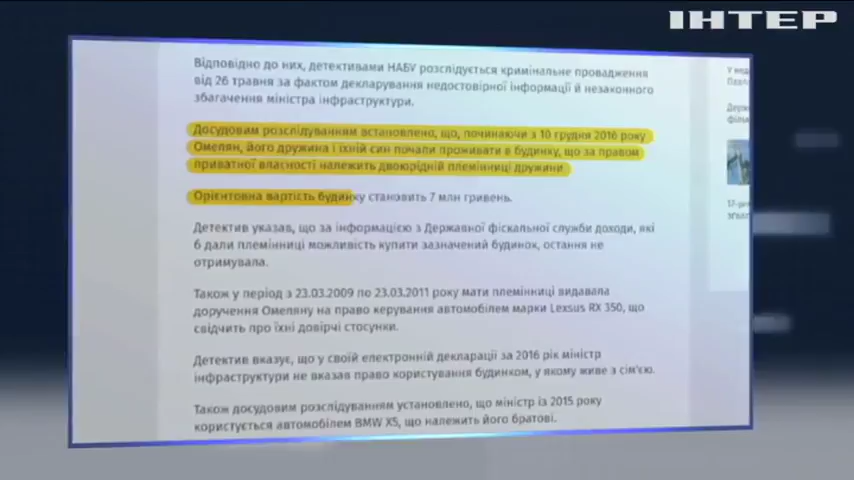 ІНТЕР
Відповідно до них, детективами НАБУ розслідується кримінальне провадження
від 26 травня за фактом декларування недостовірної інформації й незаконного
збагачення міністра інфраструктури.
Досудовим розслідуванням встановлено, що, починаючи з 10 грудня 2016 року
Омелян, його дружина і їхній син почали проживати в будинку, що за правом
приватної власності належить двоюрідній племінниці дружини.
Орієнтовна вартість будинку становить 7 млн гривень.
Детектив указав, що за інформацією з Державної фіскальної служби доходи, які
б дали племінниці можливість купити зазначений будинок, остання не
отримувала.
Також у період з 23.03.2009 по 23.03.2011 року мати племінниці видавала
доручення Омеляну на право керування автомобілем марки Lexsus RX 350, що
свідчить про їхні довірчі стосунки.
Детектив вказує, що у своїй електронній декларації за 2016 рік міністр
інфраструктури не вказав право користування будинком, у якому живе з сім'єю.
Також досудовим розслідуванням установлено, що міністр із 2015 року
користується автомобілем BMW X5, що належить його братові.